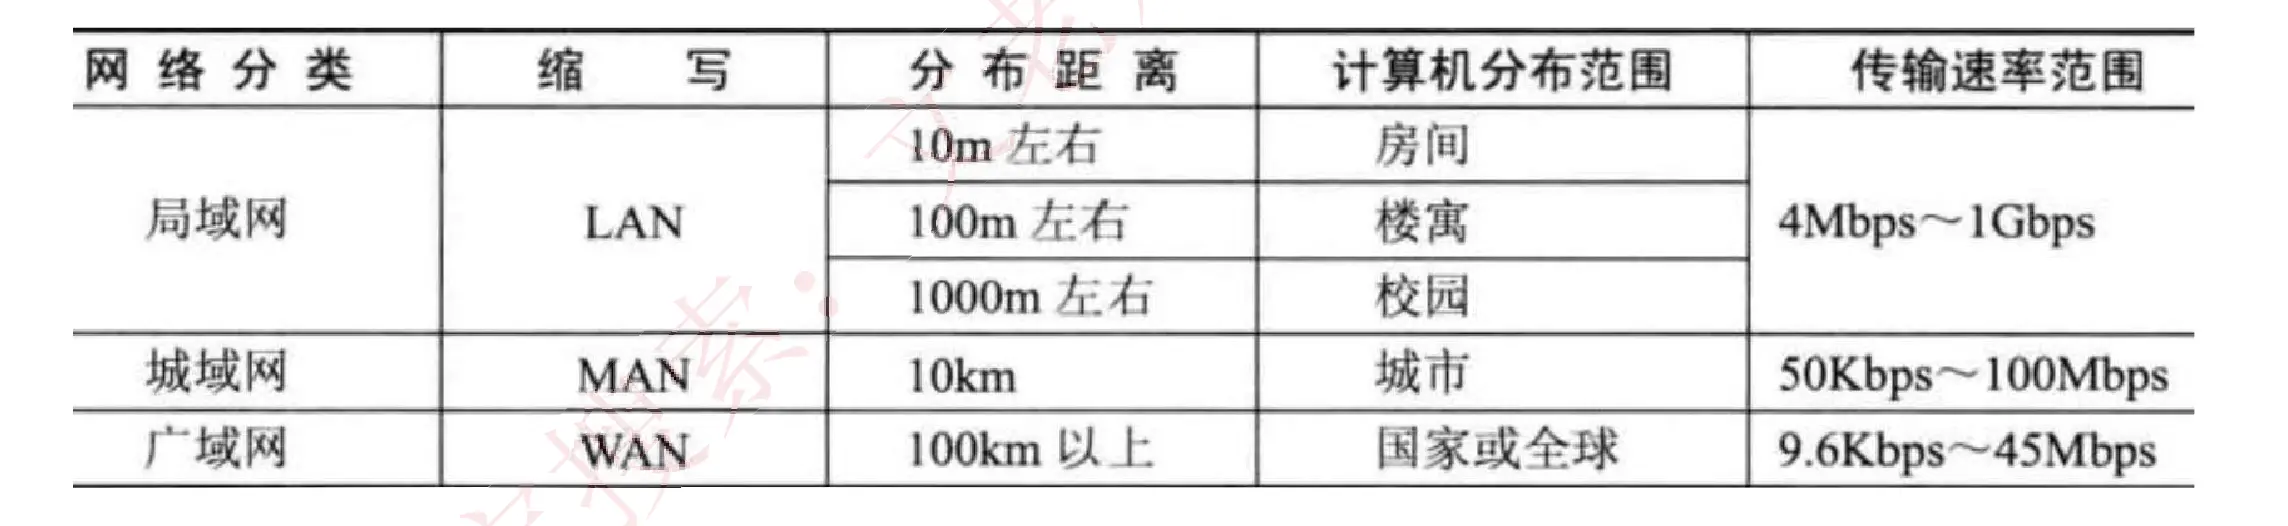 网络分类 缩写 分布距离 计算机分布范围 传输速率范围
局域网 LAN 10m 左右 房间 4Mbps～1Gbps
100m 左右 楼寓
1000m 左右 校园
城域网 MAN 10km 城市 50Kbps～100Mbps
广域网 WAN 100km 以上 国家或全球 9.6Kbps～45Mbps
搜索：